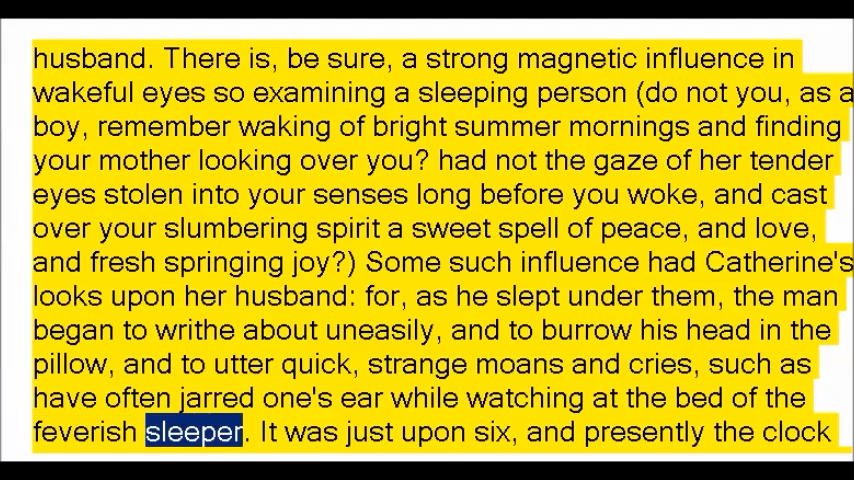 husband. There is, be sure, a strong magnetic influence in
wakeful eyes so examining a sleeping person (do not you, as a
boy, remember waking of bright summer mornings and finding
your mother looking over you? had not the gaze of her tender
eyes stolen into your senses long before you woke, and cast
over your slumbering spirit a sweet spell of peace, and love,
and fresh springing joy?) Some such influence had Catherine's
looks upon her husband: for, as he slept under them, the man
began to writhe about uneasily, and to burrow his head in the
pillow, and to utter quick, strange moans and cries, such as
have often jarred one's ear while watching at the bed of the
feverish sleeper. It was just upon six, and presently the clock